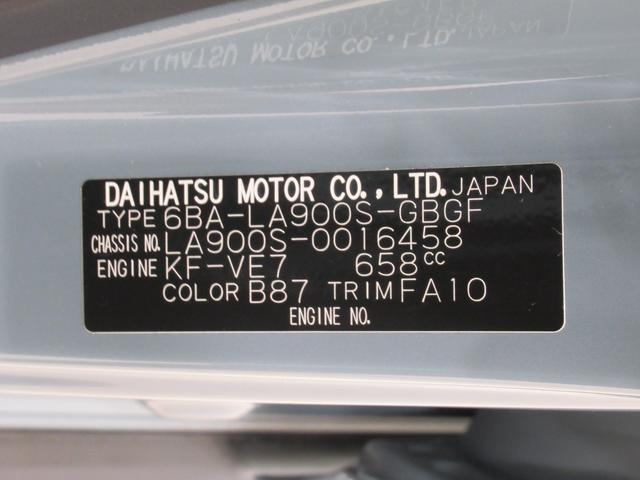 DAIHATSU MOTOR CO., LTD. JAPAN
TYPE 6BA-LA900S-GBGF
CHASSIS NO. LA900S-0016458
ENGINE KF-VE7 658CC
COLOR B87 TRIM FA10
ENGINE NO.